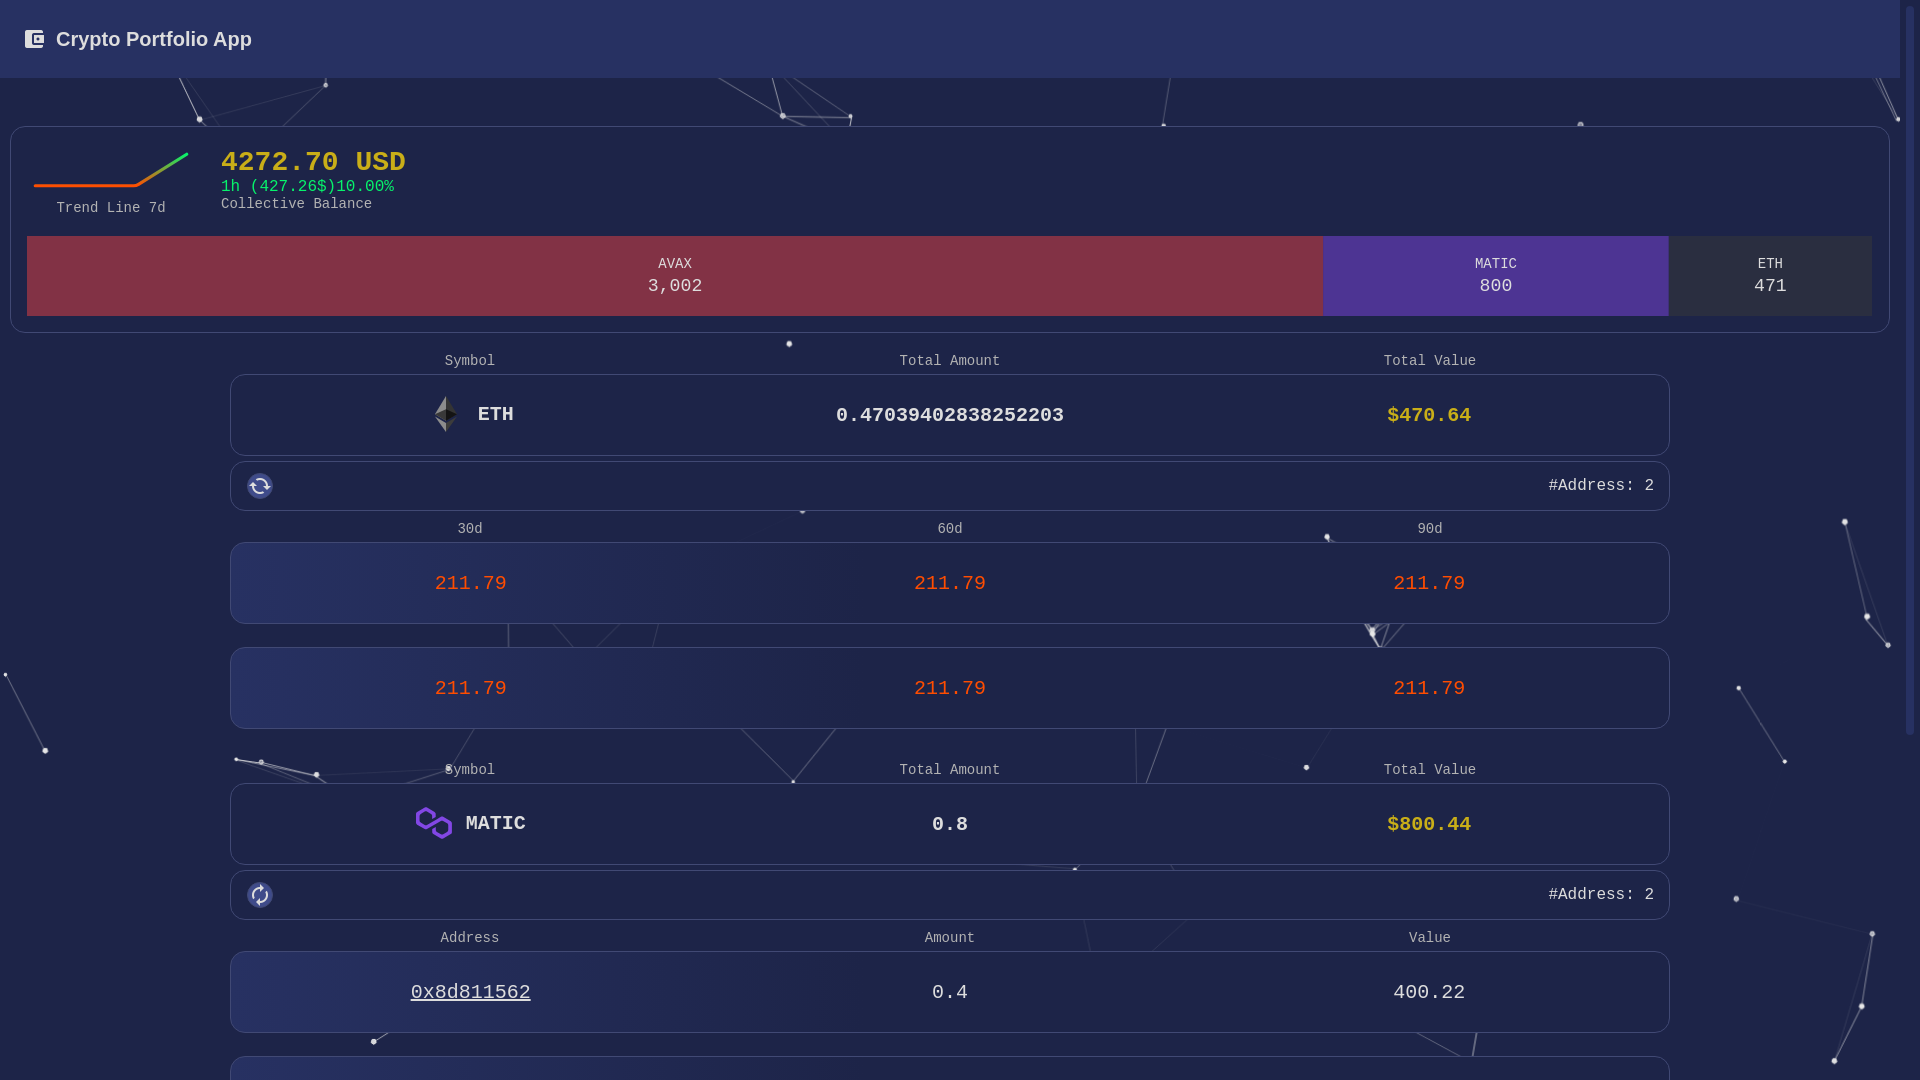 Crypto Portfolio App
4272.70 USD
1h (427.26$)10.00%
Collective Balance
Trend Line 7d
AVAX
3,002
MATIC
800
ETH
471
Symbol Total Amount Total Value
ETH 0.47039402838252203 $470.64
#Address: 2
30d 60d 90d
211.79 211.79 211.79
211.79 211.79 211.79
Symbol Total Amount Total Value
MATIC 0.8 $800.44
#Address: 2
Address Amount Value
0x8d811562 0.4 400.22